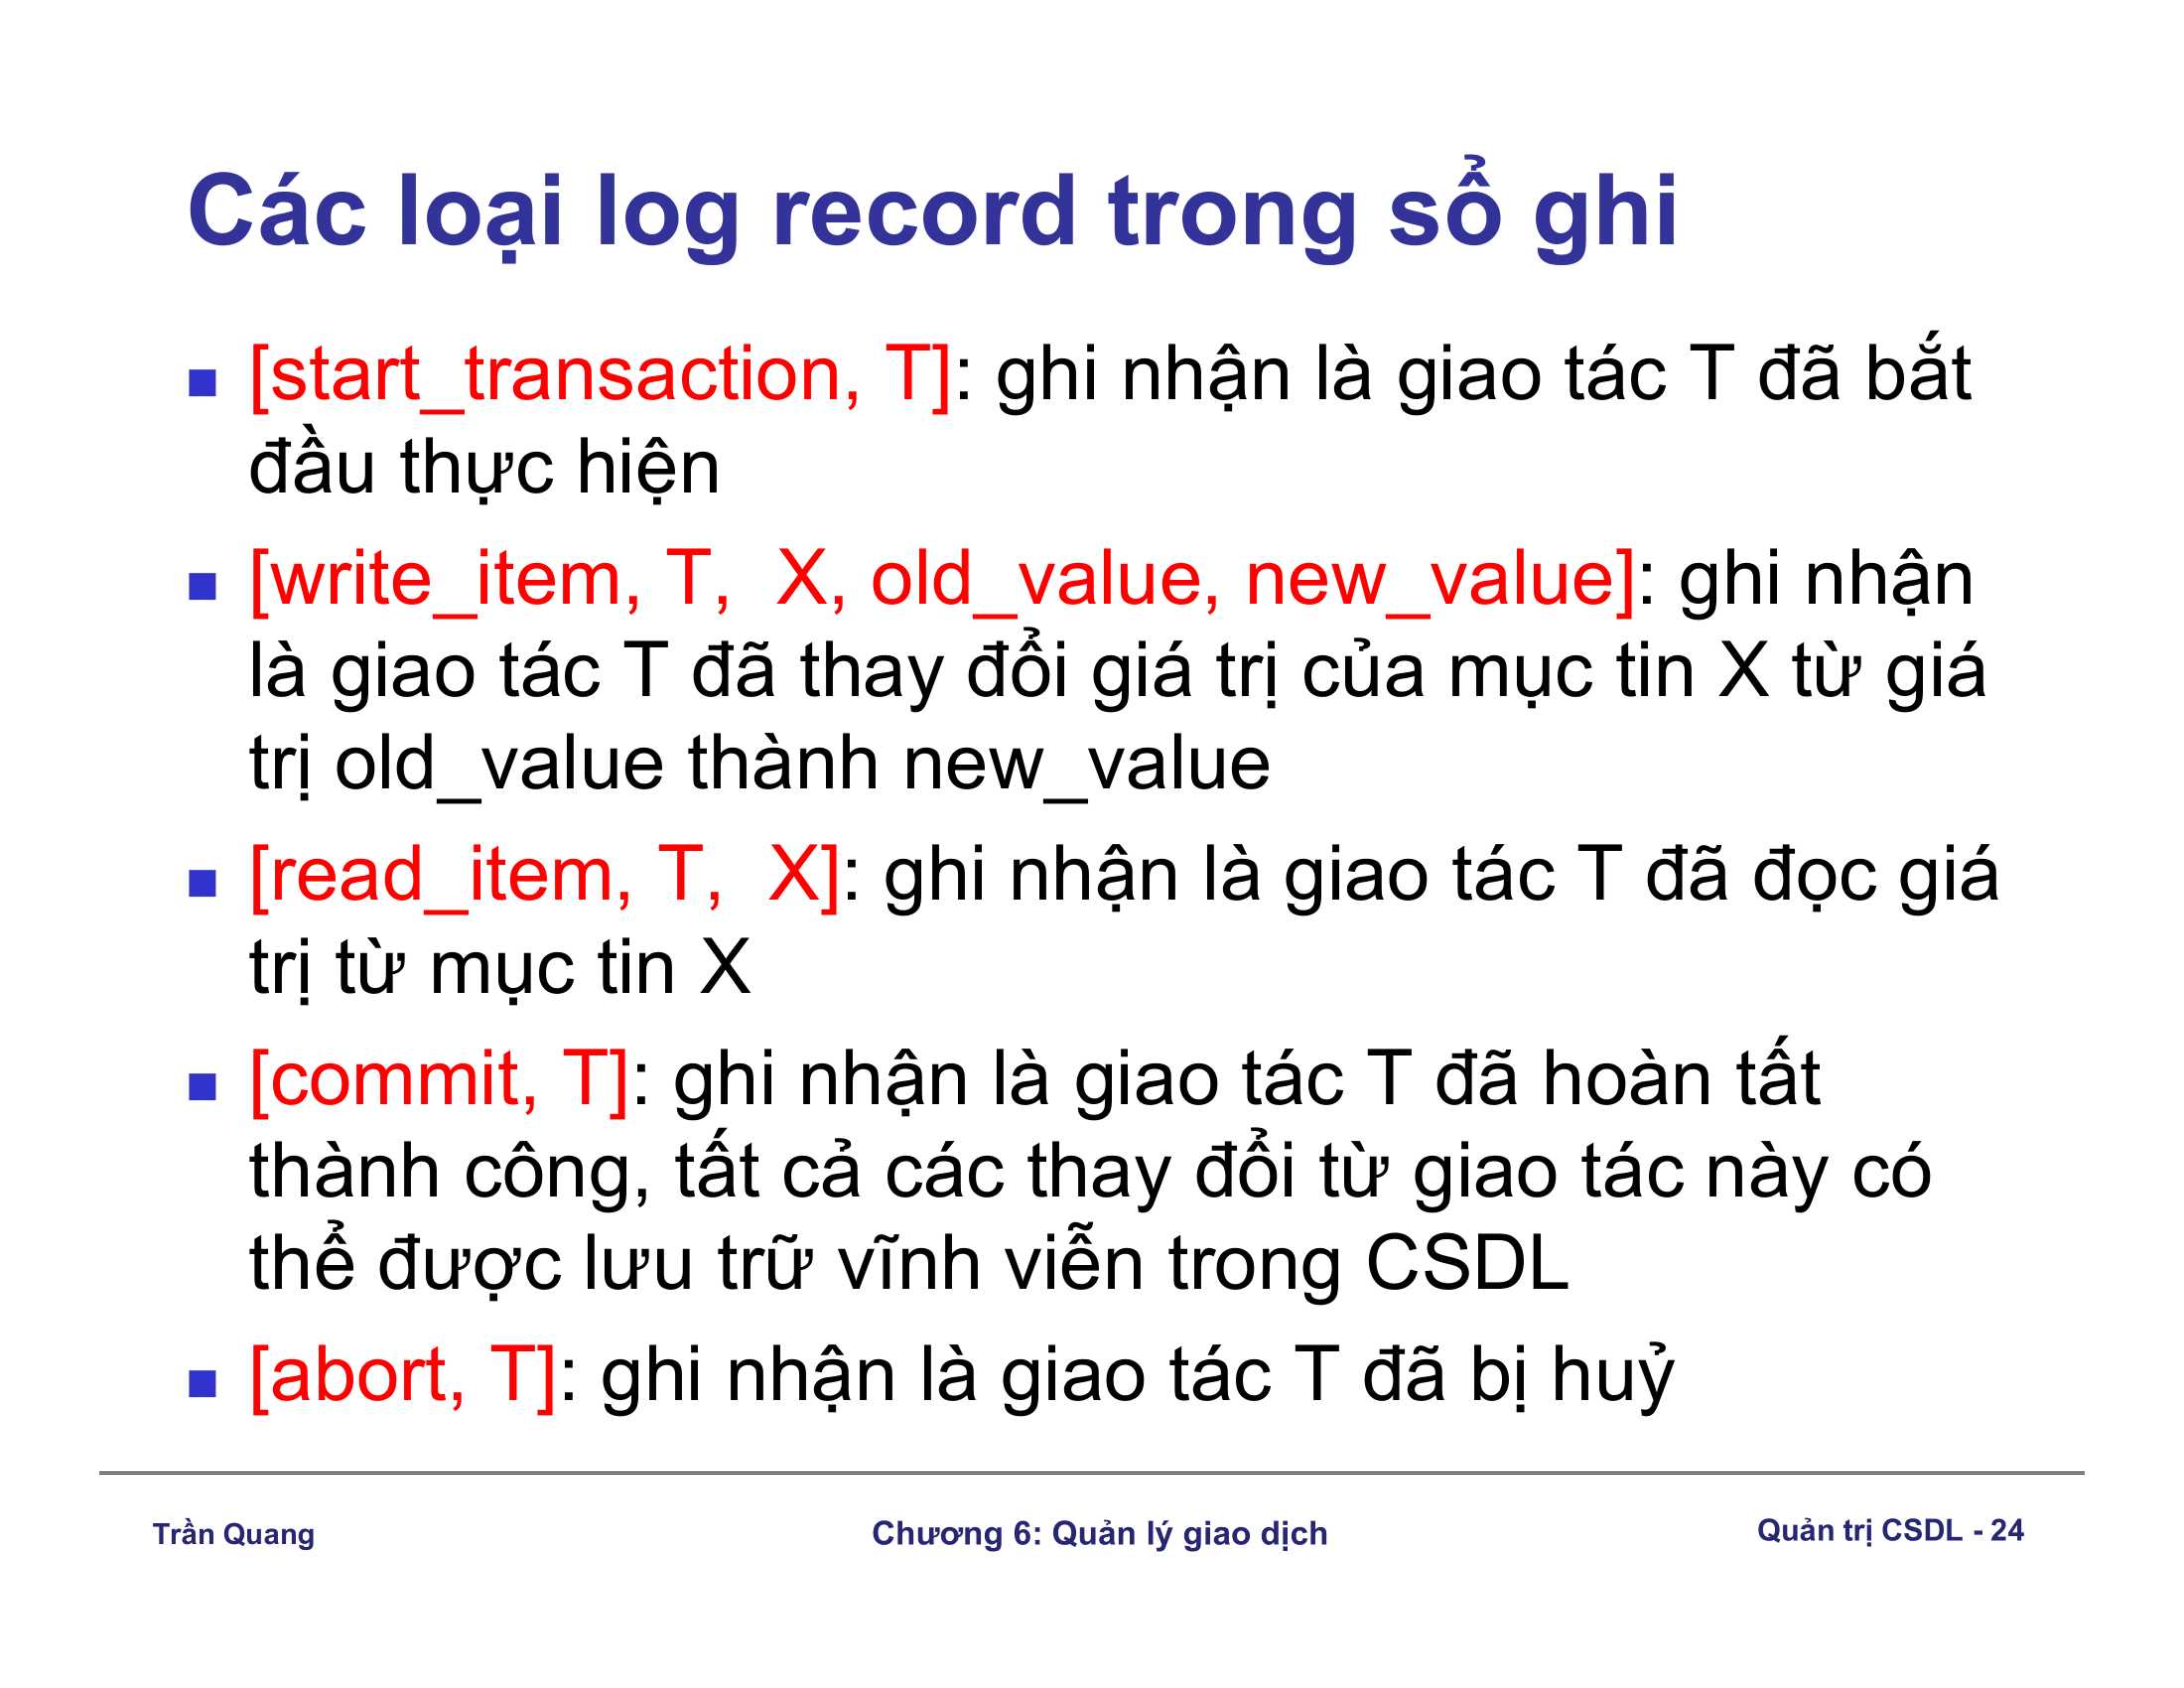 Các loại log record trong sổ ghi
[start_transaction, T]: ghi nhận là giao tác T đã bắt
đầu thực hiện
[write_item, T,  X, old_value, new_value]: ghi nhận
là giao tác T đã thay đổi giá trị của mục tin X từ giá
trị old_value thành new_value
[read_item, T,  X]: ghi nhận là giao tác T đã đọc giá
trị từ mục tin X
[commit, T]: ghi nhận là giao tác T đã hoàn tất
thành công, tất cả các thay đổi từ giao tác này có
thể được lưu trữ vĩnh viễn trong CSDL
[abort, T]: ghi nhận là giao tác T đã bị huỷ
Trần Quang
Chương 6: Quản lý giao dịch
Quản trị CSDL - 24